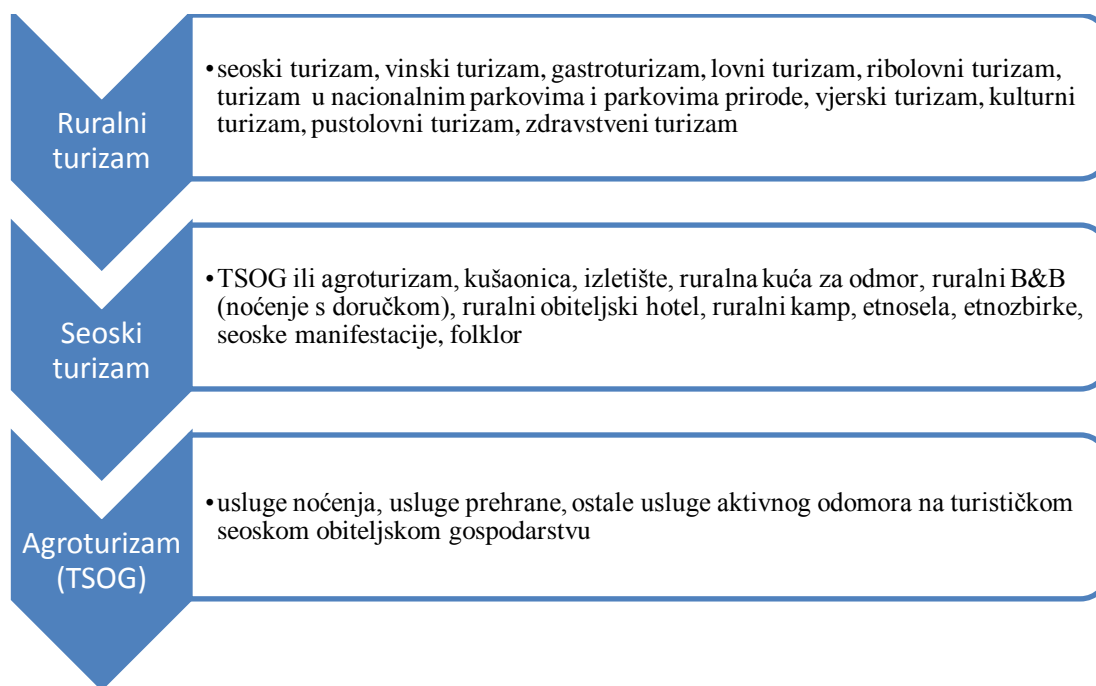 Ruralni
turizam
•seoski turizam, vinski turizam, gastroturizam, lovni turizam, ribolovni turizam,
turizam u nacionalnim parkovima i parkovima prirode, vjerski turizam, kulturni
turizam, pustolovni turizam, zdravstveni turizam
Seoski
turizam
•TSOG ili agroturizam, kušaonica, izletište, ruralna kuća za odmor, ruralni B&B
(noćenje s doručkom), ruralni obiteljski hotel, ruralni kamp, etnosela, etnozbirke,
seoske manifestacije, folklor
Agroturizam
(TSOG)
•usluge noćenja, usluge prehrane, ostale usluge aktivnog odomora na turističkom
seoskom obiteljskom gospodarstvu